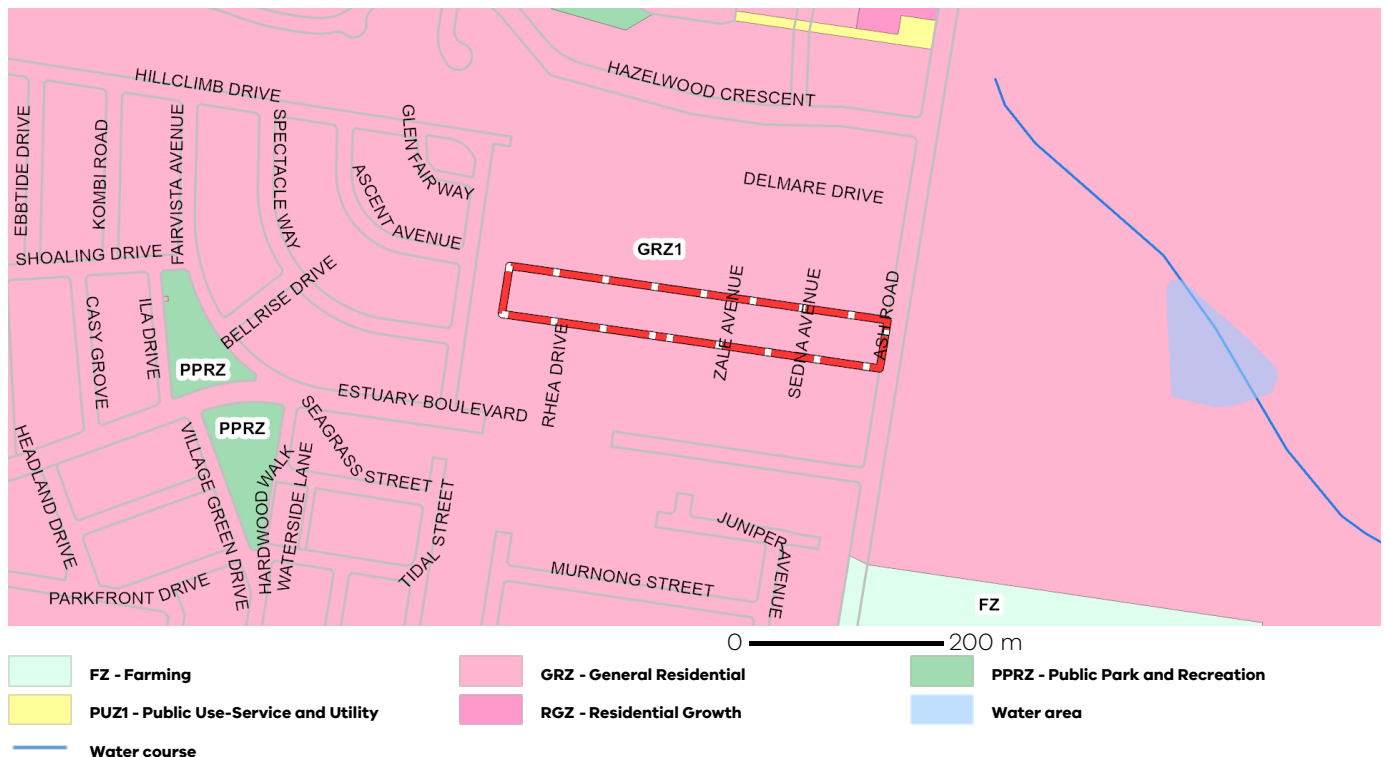 HILLCLIMB DRIVE
HAZELWOOD CRESCENT
EBBTIDE DRIVE
KOMBI ROAD
FAIRVISTA AVENUE
SPECTACLE WAY
GLEN FAIRWAY
ASCENT AVENUE
DELMARE DRIVE
SHOALING DRIVE
GRZ1
BELLRISE DRIVE
CASY GROVE
ILA DRIVE
ZALE AVENUE
SEDNA AVENUE
ASH ROAD
PPRZ
RHEA DRIVE
ESTUARY BOULEVARD
PPRZ
SEAGRASS STREET
HEADLAND DRIVE
VILLAGE GREEN DRIVE
HARDWOOD WALK
WATERSIDE LANE
TIDAL STREET
JUNIPER AVENUE
MURNONG STREET
PARKFRONT DRIVE
FZ
0 200 m
FZ - Farming
GRZ - General Residential
PPRZ - Public Park and Recreation
PUZ1 - Public Use-Service and Utility
RGZ - Residential Growth
Water area
Water course